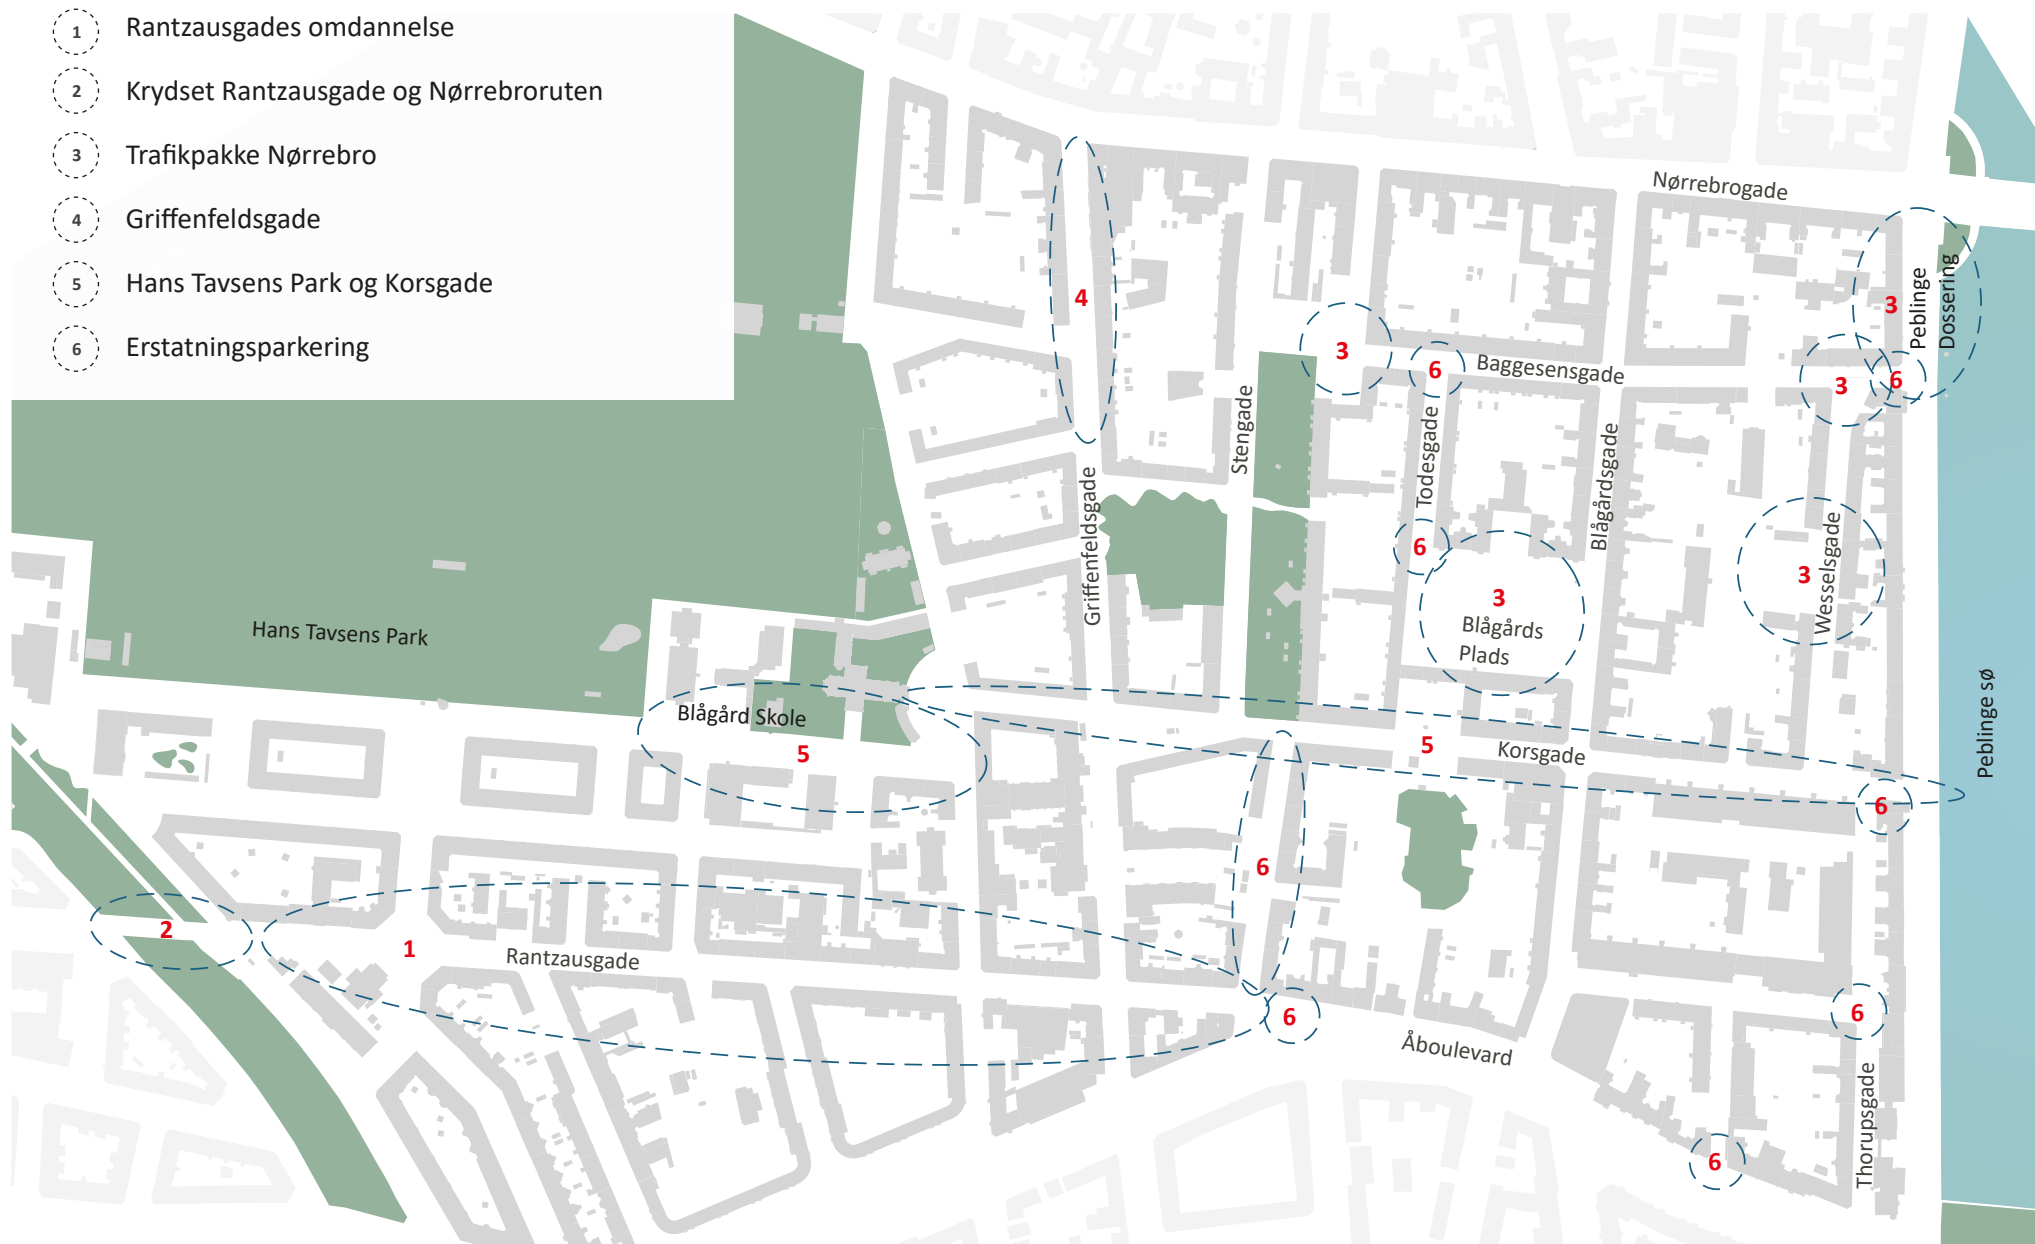 1 Rantzausgades omdannelse
2 Krydset Rantzausgade og Nørrebroruten
3 Trafikpakke Nørrebro
4 Griffenfeldsgade
5 Hans Tavsens Park og Korsgade
6 Erstatningsparkering
Nørrebrogade
4
3
Peblinge
Dossering
3
6
Baggesensgade
3
6
Stengade
Todesgade
Blågårdsgade
Griffenfeldsgade
6
3
Blågårds
Plads
3
Wesselsgade
Hans Tavsens Park
Blågård Skole
5
5
Korsgade
Peblinge sø
6
6
2
1
Rantzausgade
6
6
Åboulevard
Thorupsgade
6